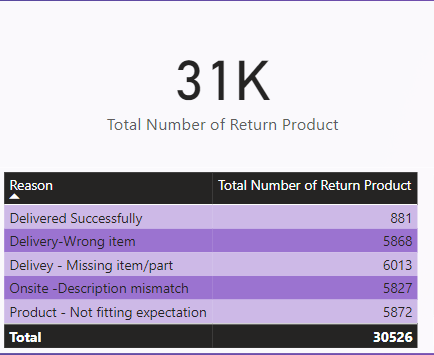 31K
Total Number of Return Product
Reason Total Number of Return Product
Delivered Successfully 881
Delivery-Wrong item 5868
Delivey - Missing item/part 6013
Onsite -Description mismatch 5827
Product - Not fitting expectation 5872
Total 30526